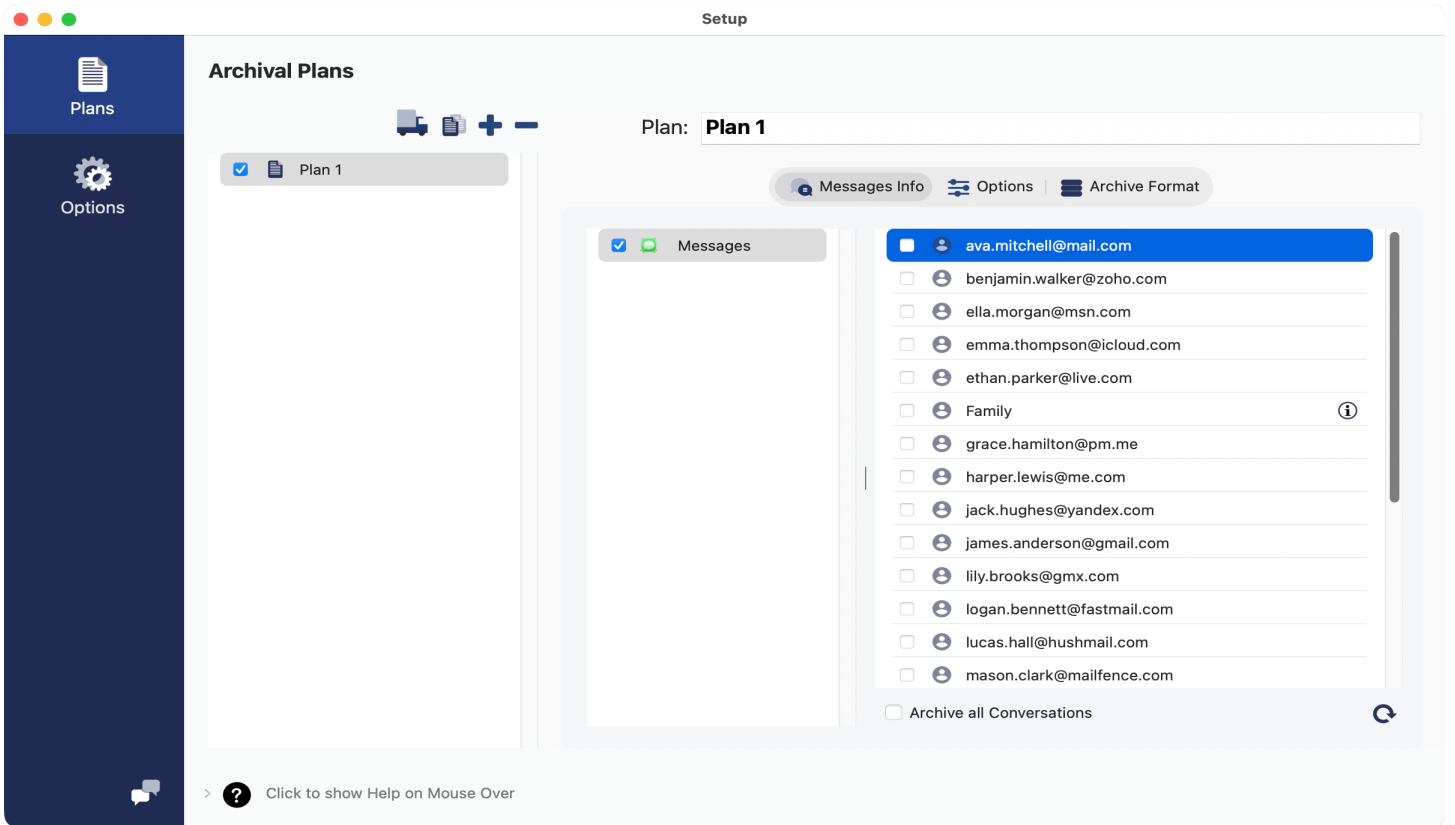 Setup
Plans
Options
Archival Plans
Plan 1
Plan: Plan 1
Messages Info
Options
Archive Format
Messages
ava.mitchell@mail.com
benjamin.walker@zoho.com
ella.morgan@msn.com
emma.thompson@icloud.com
ethan.parker@live.com
Family
grace.hamilton@pm.me
harper.lewis@me.com
jack.hughes@yandex.com
james.anderson@gmail.com
lily.brooks@gmx.com
logan.bennett@fastmail.com
lucas.hall@hushmail.com
mason.clark@mailfence.com
Archive all Conversations
? Click to show Help on Mouse Over